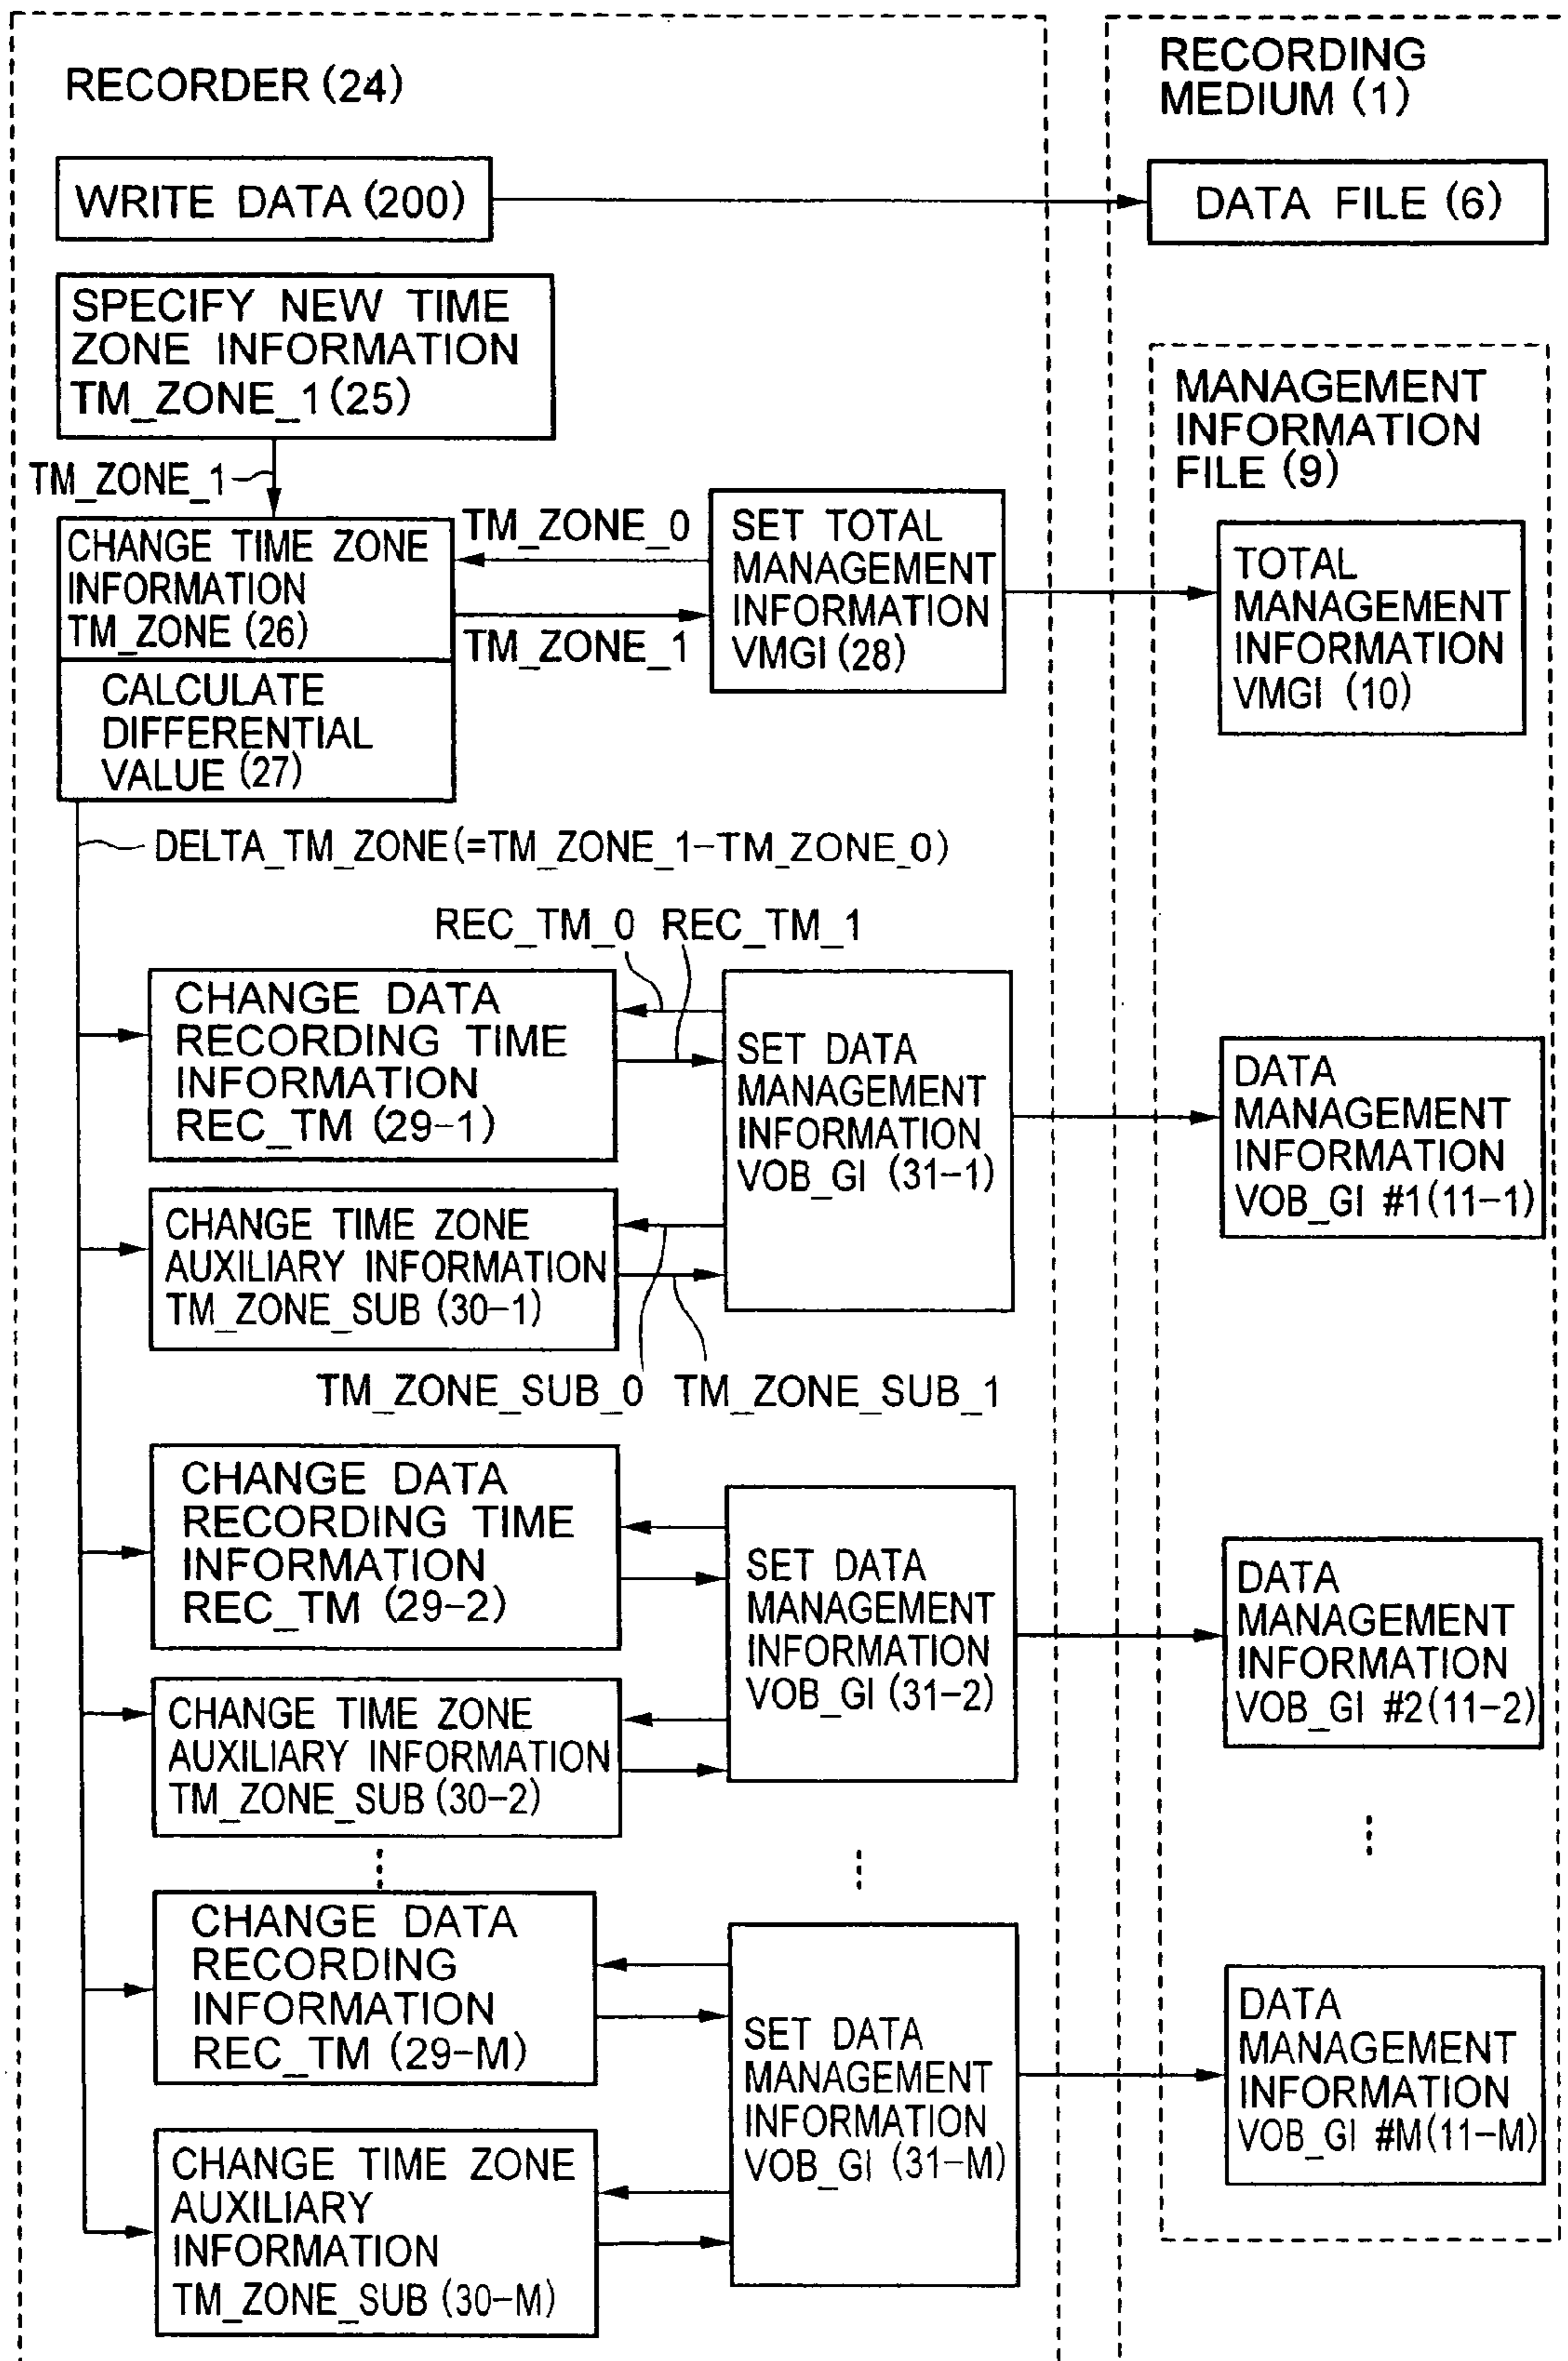 RECORDER (24)
RECORDING
MEDIUM (1)
WRITE DATA (200)
DATA FILE (6)
SPECIFY NEW TIME
ZONE INFORMATION
TM_ZONE_1 (25)
MANAGEMENT
INFORMATION
FILE (9)
TM_ZONE_1
CHANGE TIME ZONE
INFORMATION
TM_ZONE (26)
TM_ZONE_0
TM_ZONE_1
SET TOTAL
MANAGEMENT
INFORMATION
VMGI (28)
TOTAL
MANAGEMENT
INFORMATION
VMGI (10)
CALCULATE
DIFFERENTIAL
VALUE (27)
DELTA_TM_ZONE(=TM_ZONE_1-TM_ZONE_0)
REC_TM_0 REC_TM_1
CHANGE DATA
RECORDING TIME
INFORMATION
REC_TM (29-1)
SET DATA
MANAGEMENT
INFORMATION
VOB_GI (31-1)
DATA
MANAGEMENT
INFORMATION
VOB_GI #1(11-1)
CHANGE TIME ZONE
AUXILIARY INFORMATION
TM_ZONE_SUB (30-1)
TM_ZONE_SUB_0 TM_ZONE_SUB_1
CHANGE DATA
RECORDING TIME
INFORMATION
REC_TM (29-2)
SET DATA
MANAGEMENT
INFORMATION
VOB_GI (31-2)
DATA
MANAGEMENT
INFORMATION
VOB_GI #2(11-2)
CHANGE TIME ZONE
AUXILIARY INFORMATION
TM_ZONE_SUB (30-2)
CHANGE DATA
RECORDING
INFORMATION
REC_TM (29-M)
SET DATA
MANAGEMENT
INFORMATION
VOB_GI (31-M)
DATA
MANAGEMENT
INFORMATION
VOB_GI #M(11-M)
CHANGE TIME ZONE
AUXILIARY
INFORMATION
TM_ZONE_SUB (30-M)